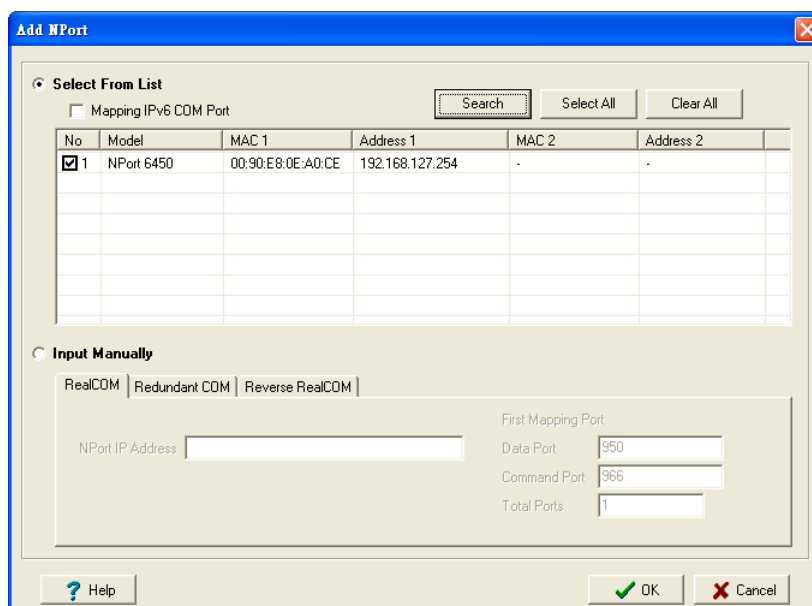 Add NPort
Select From List
Mapping IPv6 COM Port
Search Select All Clear All
No Model MAC 1 Address 1 MAC 2 Address 2
1 NPort 6450 00:90:E8:0E:A0:CE 192.168.127.254 - -
Input Manually
RealCOM Redundant COM Reverse RealCOM
First Mapping Port
NPort IP Address Data Port 950
Command Port 966
Total Ports 1
? Help OK Cancel